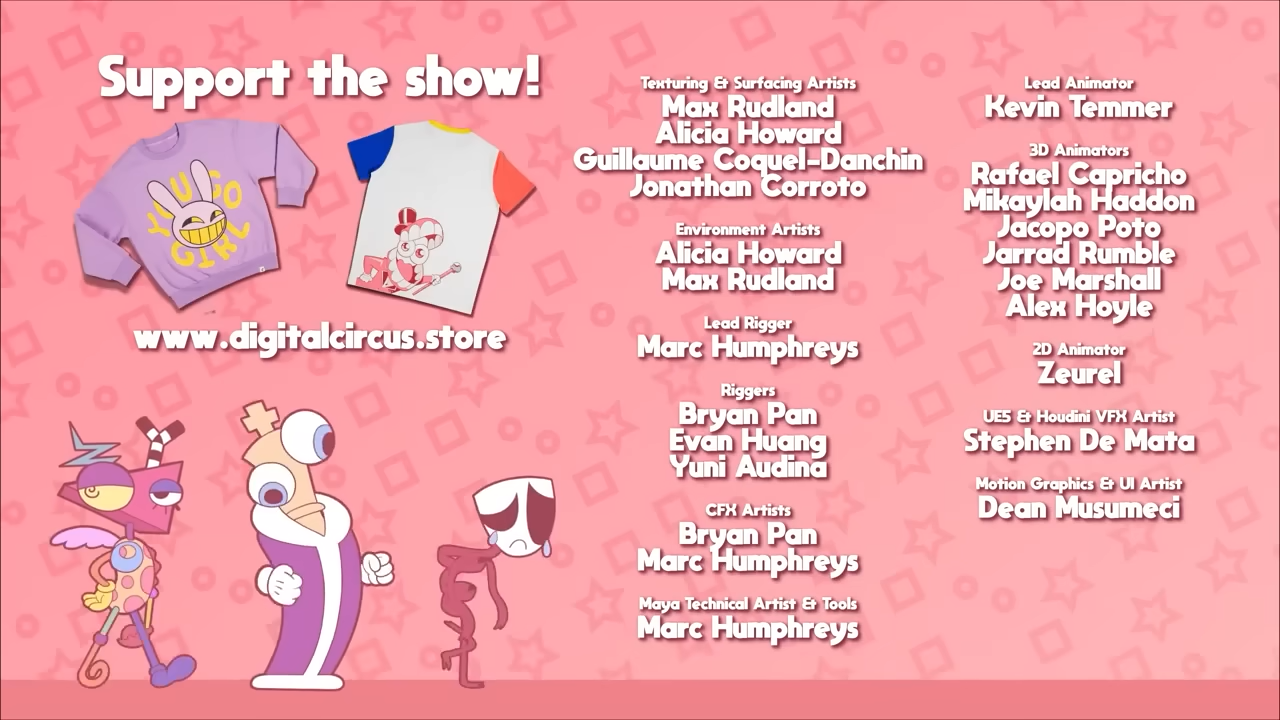 Support the show!
YOU GO
GIRL
www.digitalcircus.store
Texturing & Surfacing Artists
Max Rudland
Alicia Howard
Guillaume Coquel-Danchin
Jonathan Corroto
Environment Artists
Alicia Howard
Max Rudland
Lead Rigger
Marc Humphreys
Riggers
Bryan Pan
Evan Huang
Yuni Audina
CFX Artists
Bryan Pan
Marc Humphreys
Maya Technical Artist & Tools
Marc Humphreys
Lead Animator
Kevin Temmer
3D Animators
Rafael Capricho
Mikaylah Haddon
Jacopo Poto
Jarrad Rumble
Joe Marshall
Alex Hoyle
2D Animator
Zeurel
UE5 & Houdini VFX Artist
Stephen De Mata
Motion Graphics & UI Artist
Dean Musumeci